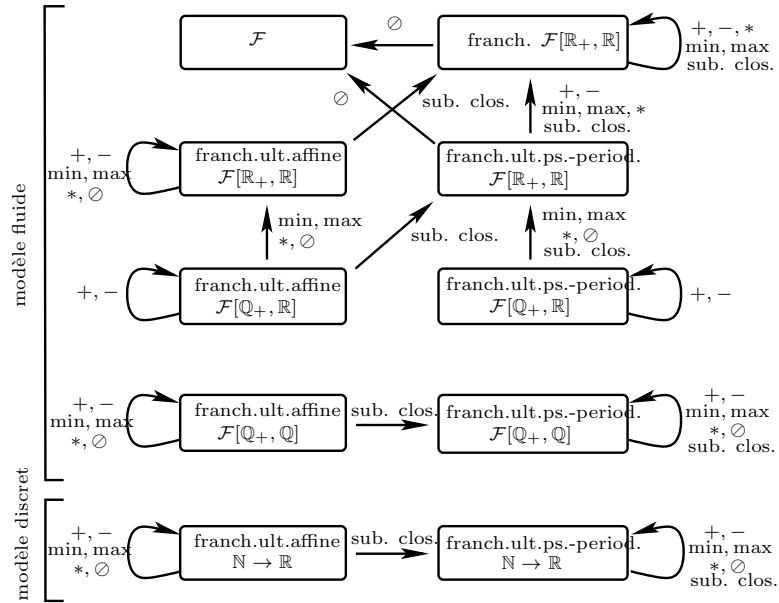 𝓕
⊘
franch. 𝓕[ℝ₊, ℝ]
+, −, ∗
min, max
sub. clos.
⊘
sub. clos.
+, −
min, max, ∗
sub. clos.
+, −
min, max
∗, ⊘
franch.ult.affine
𝓕[ℝ₊, ℝ]
franch.ult.ps.-period.
𝓕[ℝ₊, ℝ]
min, max
∗, ⊘
sub. clos.
min, max
∗, ⊘
sub. clos.
modèle fluide
+, −
franch.ult.affine
𝓕[ℚ₊, ℝ]
franch.ult.ps.-period.
𝓕[ℚ₊, ℝ]
+, −
+, −
min, max
∗, ⊘
franch.ult.affine
𝓕[ℚ₊, ℚ]
sub. clos.
franch.ult.ps.-period.
𝓕[ℚ₊, ℚ]
+, −
min, max
∗, ⊘
sub. clos.
modèle discret
+, −
min, max
∗, ⊘
franch.ult.affine
ℕ → ℝ
sub. clos.
franch.ult.ps.-period.
ℕ → ℝ
+, −
min, max
∗, ⊘
sub. clos.